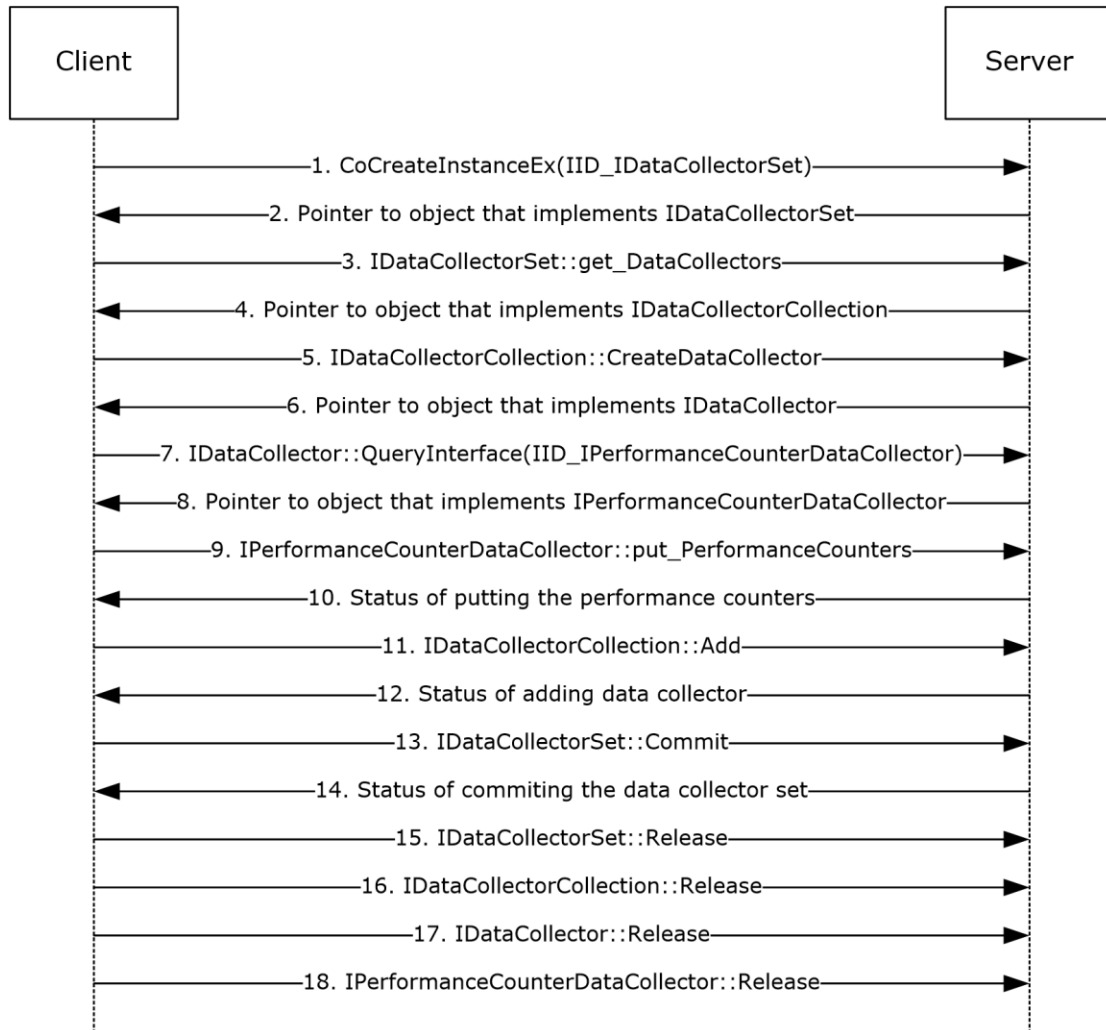 Client
Server
1. CoCreateInstanceEx(IID_IDataCollectorSet)
2. Pointer to object that implements IDataCollectorSet
3. IDataCollectorSet::get_DataCollectors
4. Pointer to object that implements IDataCollectorCollection
5. IDataCollectorCollection::CreateDataCollector
6. Pointer to object that implements IDataCollector
7. IDataCollector::QueryInterface(IID_IPerformanceCounterDataCollector)
8. Pointer to object that implements IPerformanceCounterDataCollector
9. IPerformanceCounterDataCollector::put_PerformanceCounters
10. Status of putting the performance counters
11. IDataCollectorCollection::Add
12. Status of adding data collector
13. IDataCollectorSet::Commit
14. Status of commiting the data collector set
15. IDataCollectorSet::Release
16. IDataCollectorCollection::Release
17. IDataCollector::Release
18. IPerformanceCounterDataCollector::Release